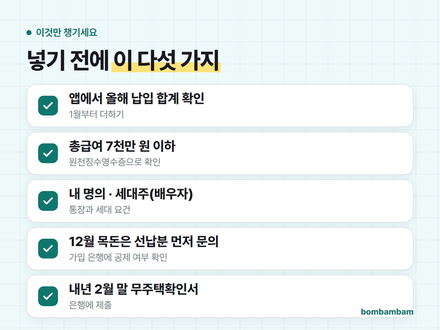 이것만 챙기세요
넣기 전에 이 다섯 가지
앱에서 올해 납입 합계 확인
1월부터 더하기
총급여 7천만 원 이하
원천징수영수증으로 확인
내 명의 · 세대주(배우자)
통장과 세대 요건
12월 목돈은 선납분 먼저 문의
가입 은행에 공제 여부 확인
내년 2월 말 무주택확인서
은행에 제출
bombambam